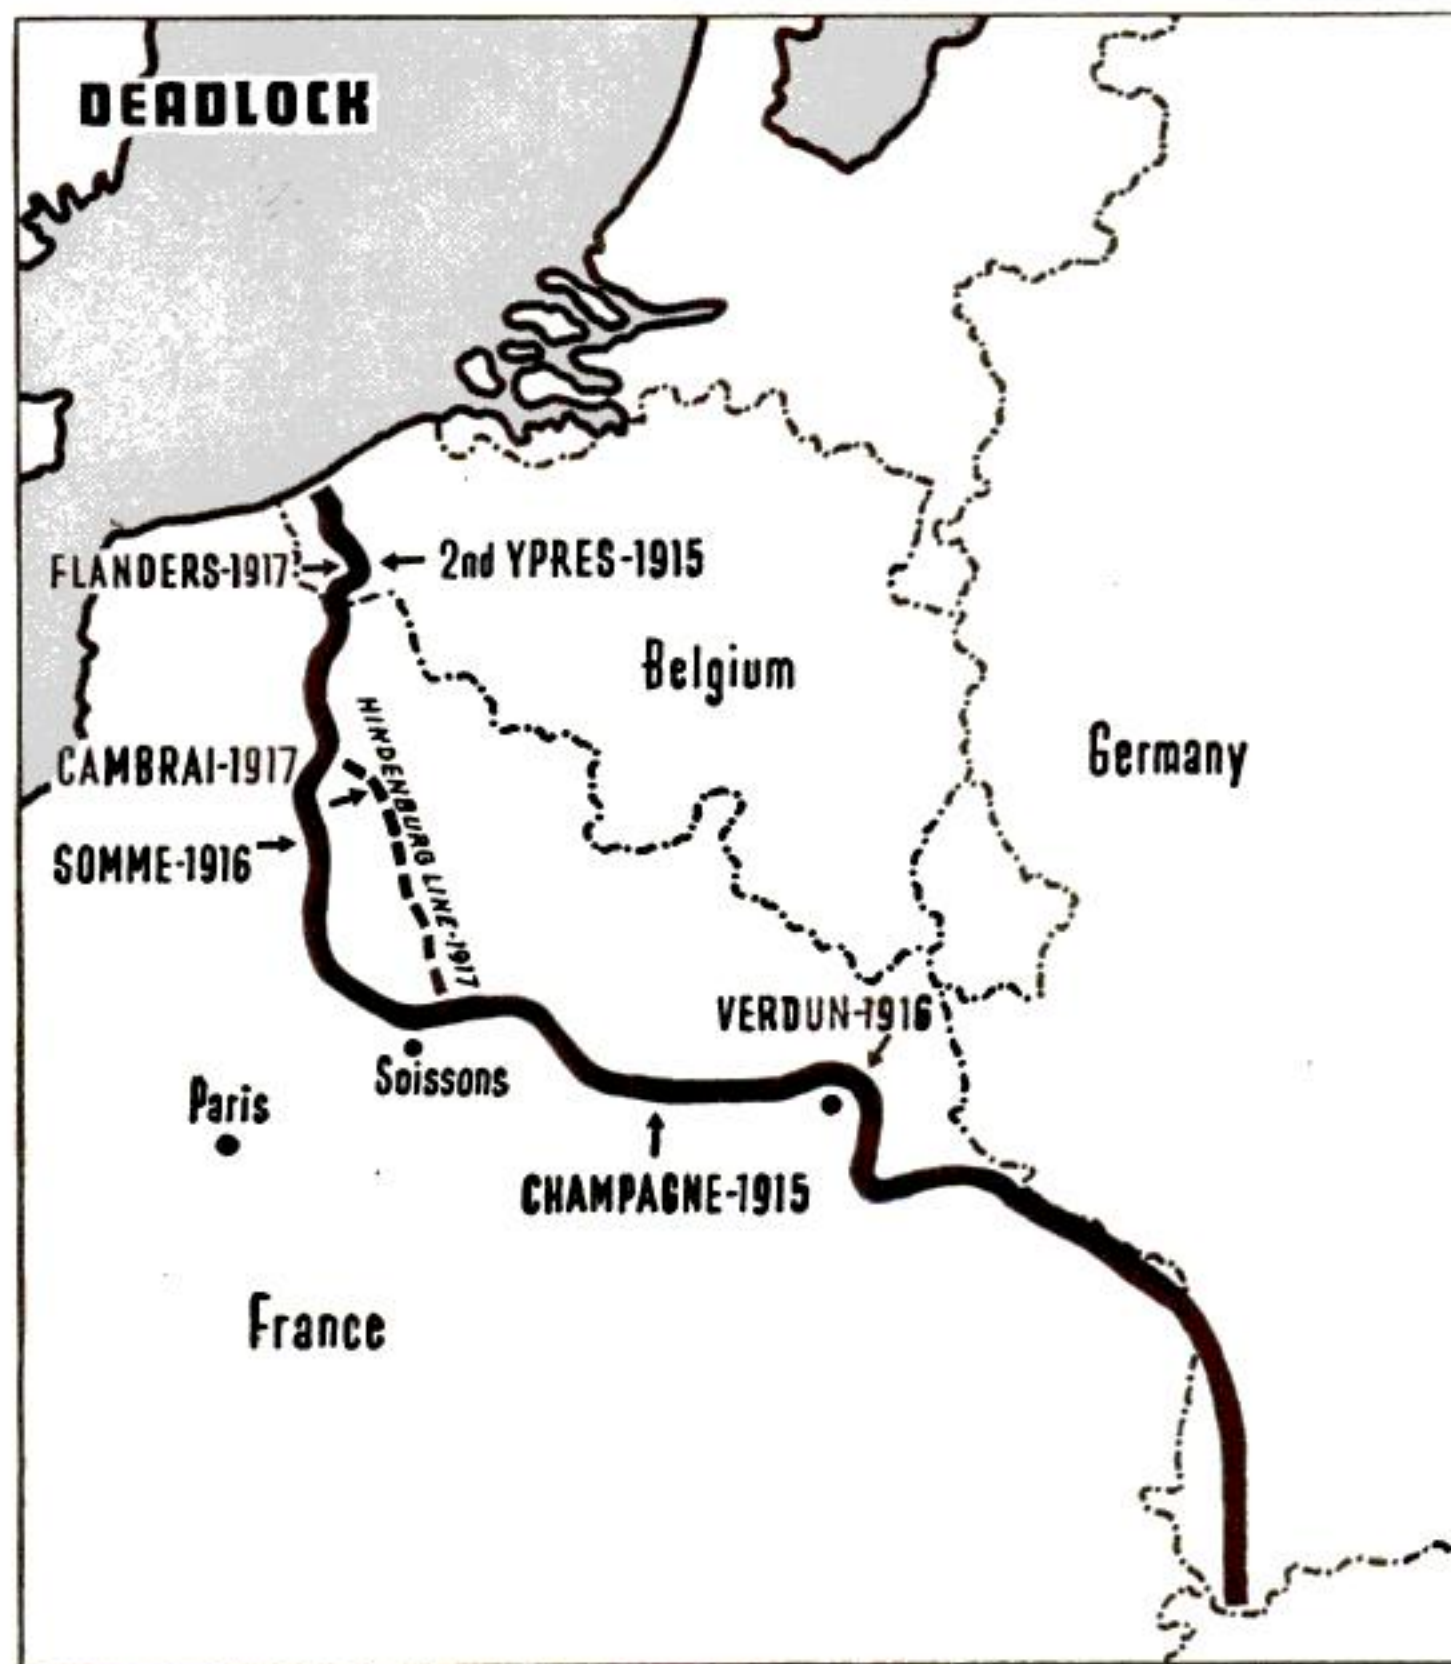 DEADLOCK
FLANDERS-1917
2nd YPRES-1915
Belgium
HINDENBURG LINE-1917
Germany
CAMBRAI-1917
SOMME-1916
VERDUN-1916
Soissons
Paris
CHAMPAGNE-1915
France